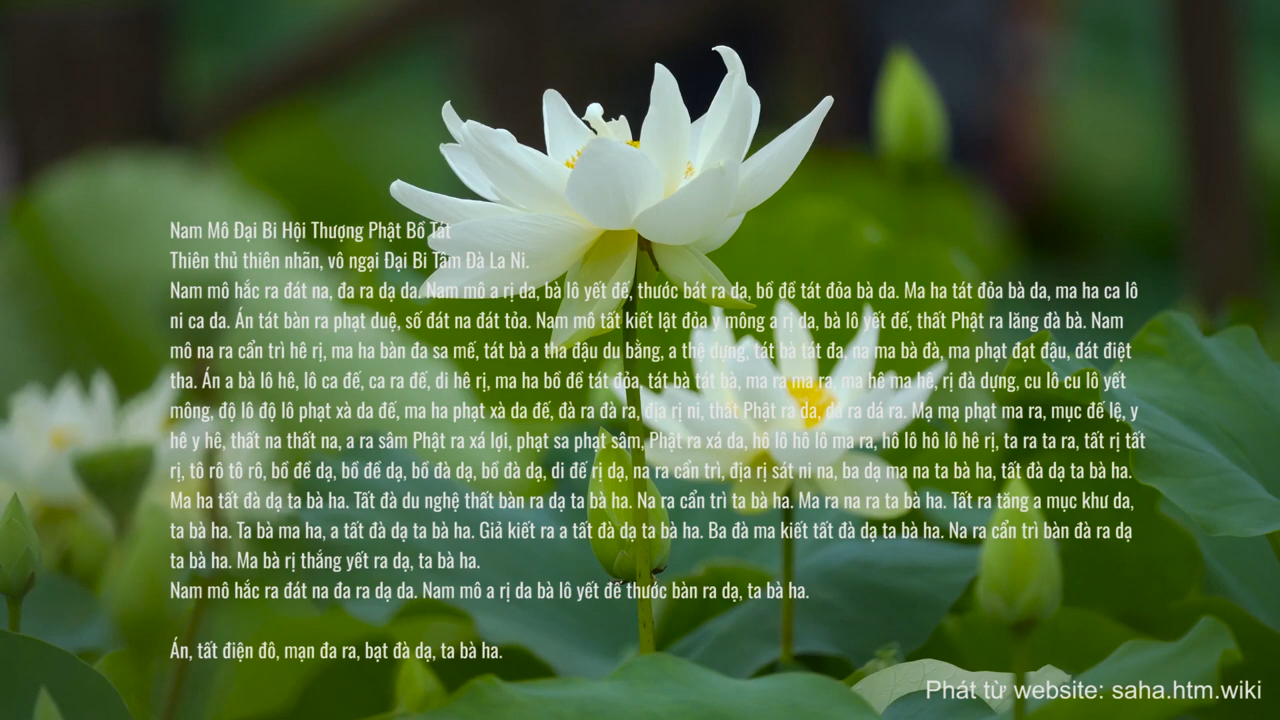 Nam Mô Đại Bi Hội Thượng Phật Bồ Tát
Thiên thủ thiên nhãn, vô ngại Đại Bi Tâm Đà La Ni.
Nam mô hắc ra đát na, đa ra dạ da. Nam mô a rị da, bà lô yết đế, thước bát ra da, bồ đề tát đỏa bà da. Ma ha tát đỏa bà da, ma ha ca lô
ni ca da. Án tát bàn ra phạt duệ, số đát na đát tỏa. Nam mô tất kiết lật đỏa y mông a rị da, bà lô yết đế, thất Phật ra lăng đà bà. Nam
mô na ra cẩn trì hê rị, ma ha bàn đa sa mế, tát bà a tha đậu du bằng, a thệ dựng, tát bà tát đa, na ma bà đà, ma phạt đạt đậu, đát điệt
tha. Án a bà lô hê, lô ca đế, ca ra đế, di hê rị, ma ha bồ đề tát đỏa, tát bà tát bà, ma ra ma ra, ma hê ma hê, rị đà dựng, cu lô cu lô yết
mông, độ lô độ lô phạt xà da đế, ma ha phạt xà da đế, đà ra đà ra, địa rị ni, thất Phật ra da, dá ra dá ra. Mạ mạ phạt ma ra, mục đế lệ, y
hê y hê, thất na thất na, a ra sâm Phật ra xá lợi, phạt sa phạt sâm, Phật ra xá da, hô lô hô lô ma ra, hô lô hô lô hê rị, ta ra ta ra, tất rị tất
rị, tô rô tô rô, bồ đề dạ, bồ đề dạ, bồ đà dạ, bồ đà dạ, di đế rị dạ, na ra cẩn trì, địa rị sát ni na, ba dạ ma na ta bà ha, tất đà dạ ta bà ha.
Ma ha tất đà dạ ta bà ha. Tất đà du nghệ thất bàn ra dạ ta bà ha. Na ra cẩn trì ta bà ha. Ma ra na ra ta bà ha. Tất ra tăng a mục khư da,
ta bà ha. Ta bà ma ha, a tất đà dạ ta bà ha. Giả kiết ra a tất đà dạ ta bà ha. Ba đà ma kiết tất đà dạ ta bà ha. Na ra cẩn trì bàn đà ra dạ
ta bà ha. Ma bà rị thắng yết ra dạ, ta bà ha.
Nam mô hắc ra đát na đa ra dạ da. Nam mô a rị da bà lô yết đế thước bàn ra dạ, ta bà ha.
Án, tất điện đô, mạn đa ra, bạt đà dạ, ta bà ha.
Phát từ website: saha.htm.wiki